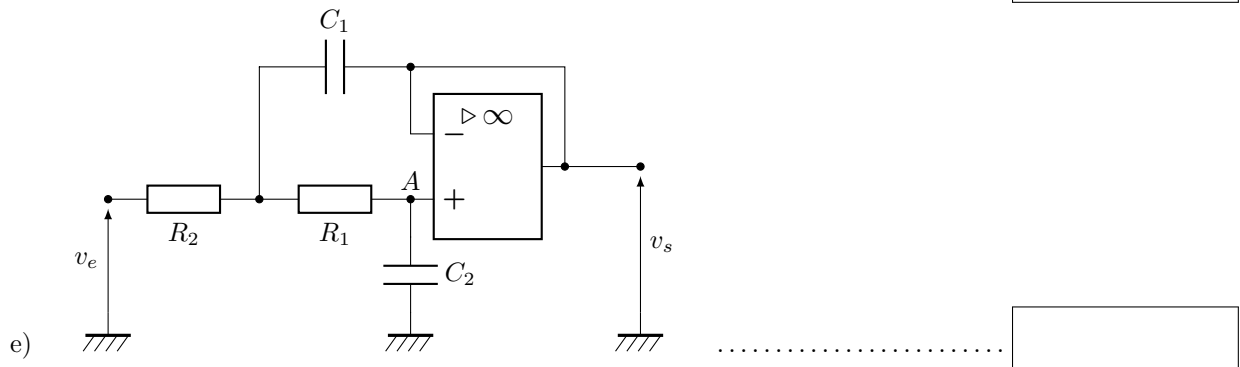 C₁
▷ ∞
−
A
+
R₂
R₁
vₑ
vₛ
C₂
e) ........................